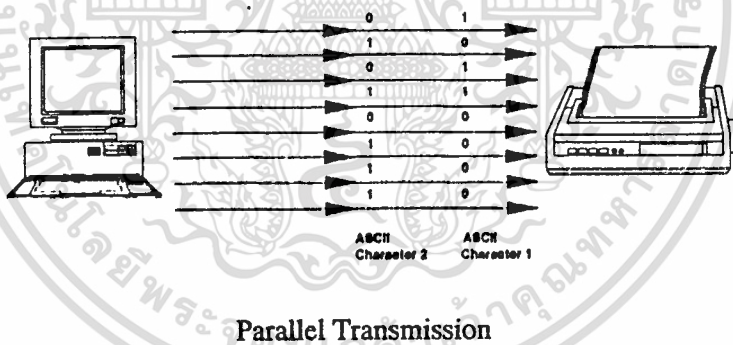 0 1
1 0
0 1
1 1
0 0
1 0
1 0
1 0
ASCII ASCII
Character 2 Character 1
Parallel Transmission